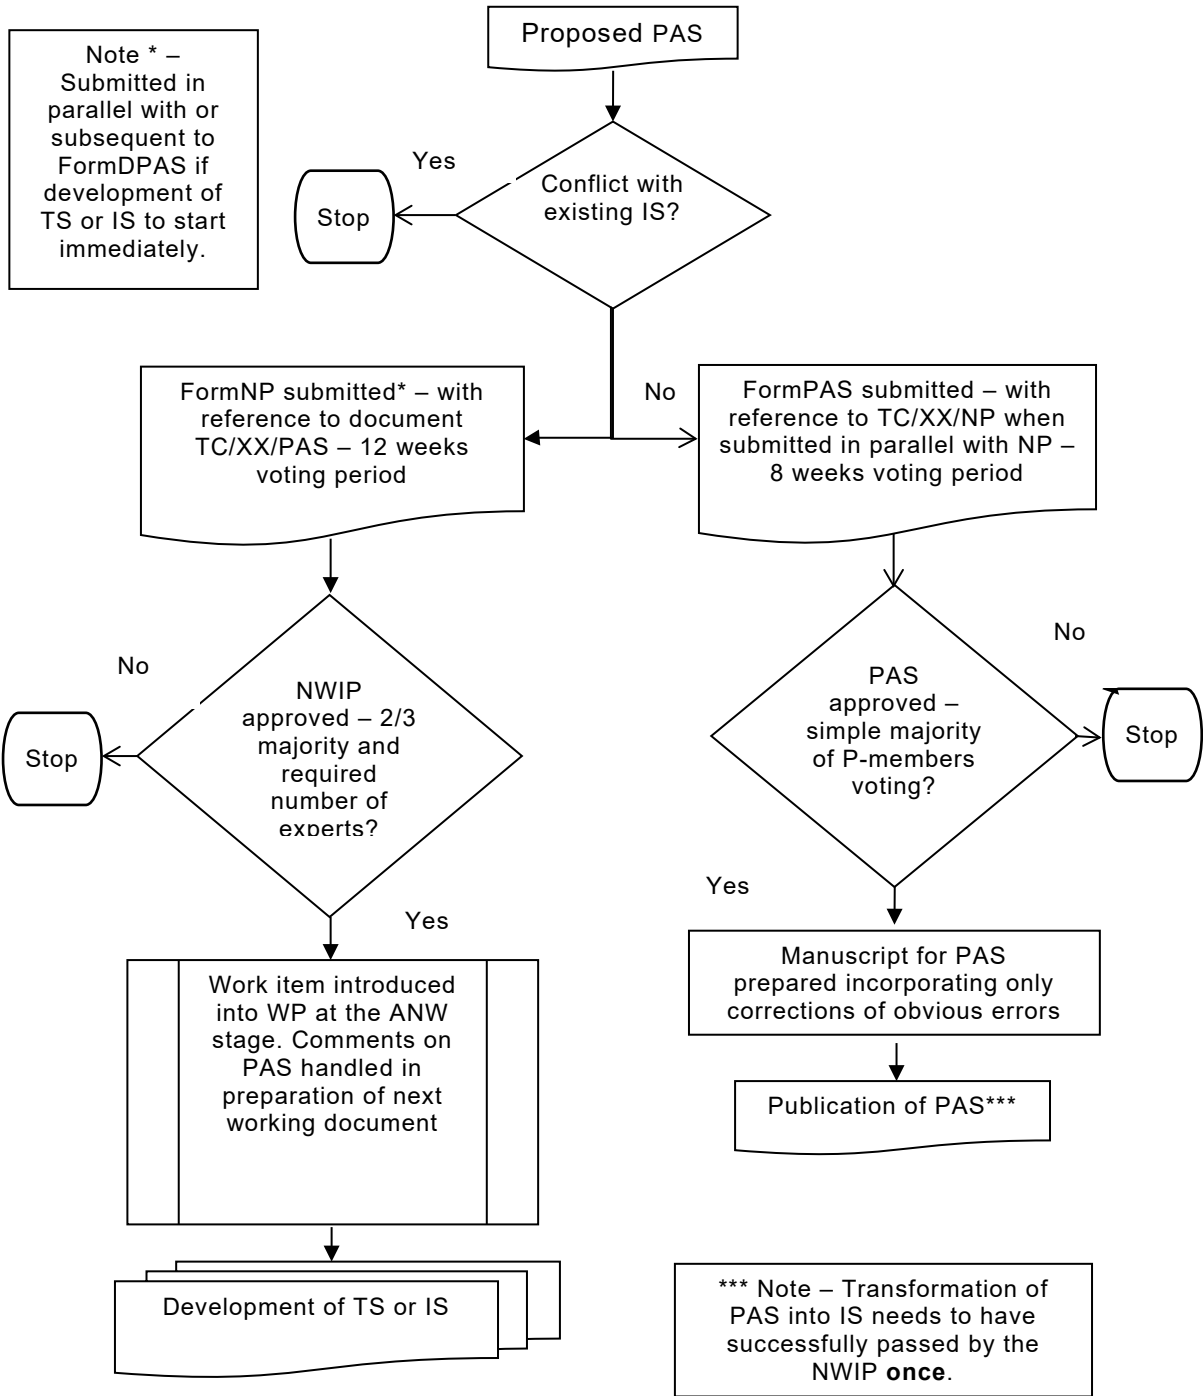 Proposed PAS
Note * –
Submitted in
parallel with or
subsequent to
FormDPAS if
development of
TS or IS to start
immediately.
Yes
Stop
Conflict with
existing IS?
FormNP submitted* – with
reference to document
TC/XX/PAS – 12 weeks
voting period
No
FormPAS submitted – with
reference to TC/XX/NP when
submitted in parallel with NP –
8 weeks voting period
No
Stop
NWIP
approved – 2/3
majority and
required
number of
experts?
No
Stop
PAS
approved –
simple majority
of P-members
voting?
Yes
Yes
Work item introduced
into WP at the ANW
stage. Comments on
PAS handled in
preparation of next
working document
Manuscript for PAS
prepared incorporating only
corrections of obvious errors
Publication of PAS***
Development of TS or IS
*** Note – Transformation of
PAS into IS needs to have
successfully passed by the
NWIP once.